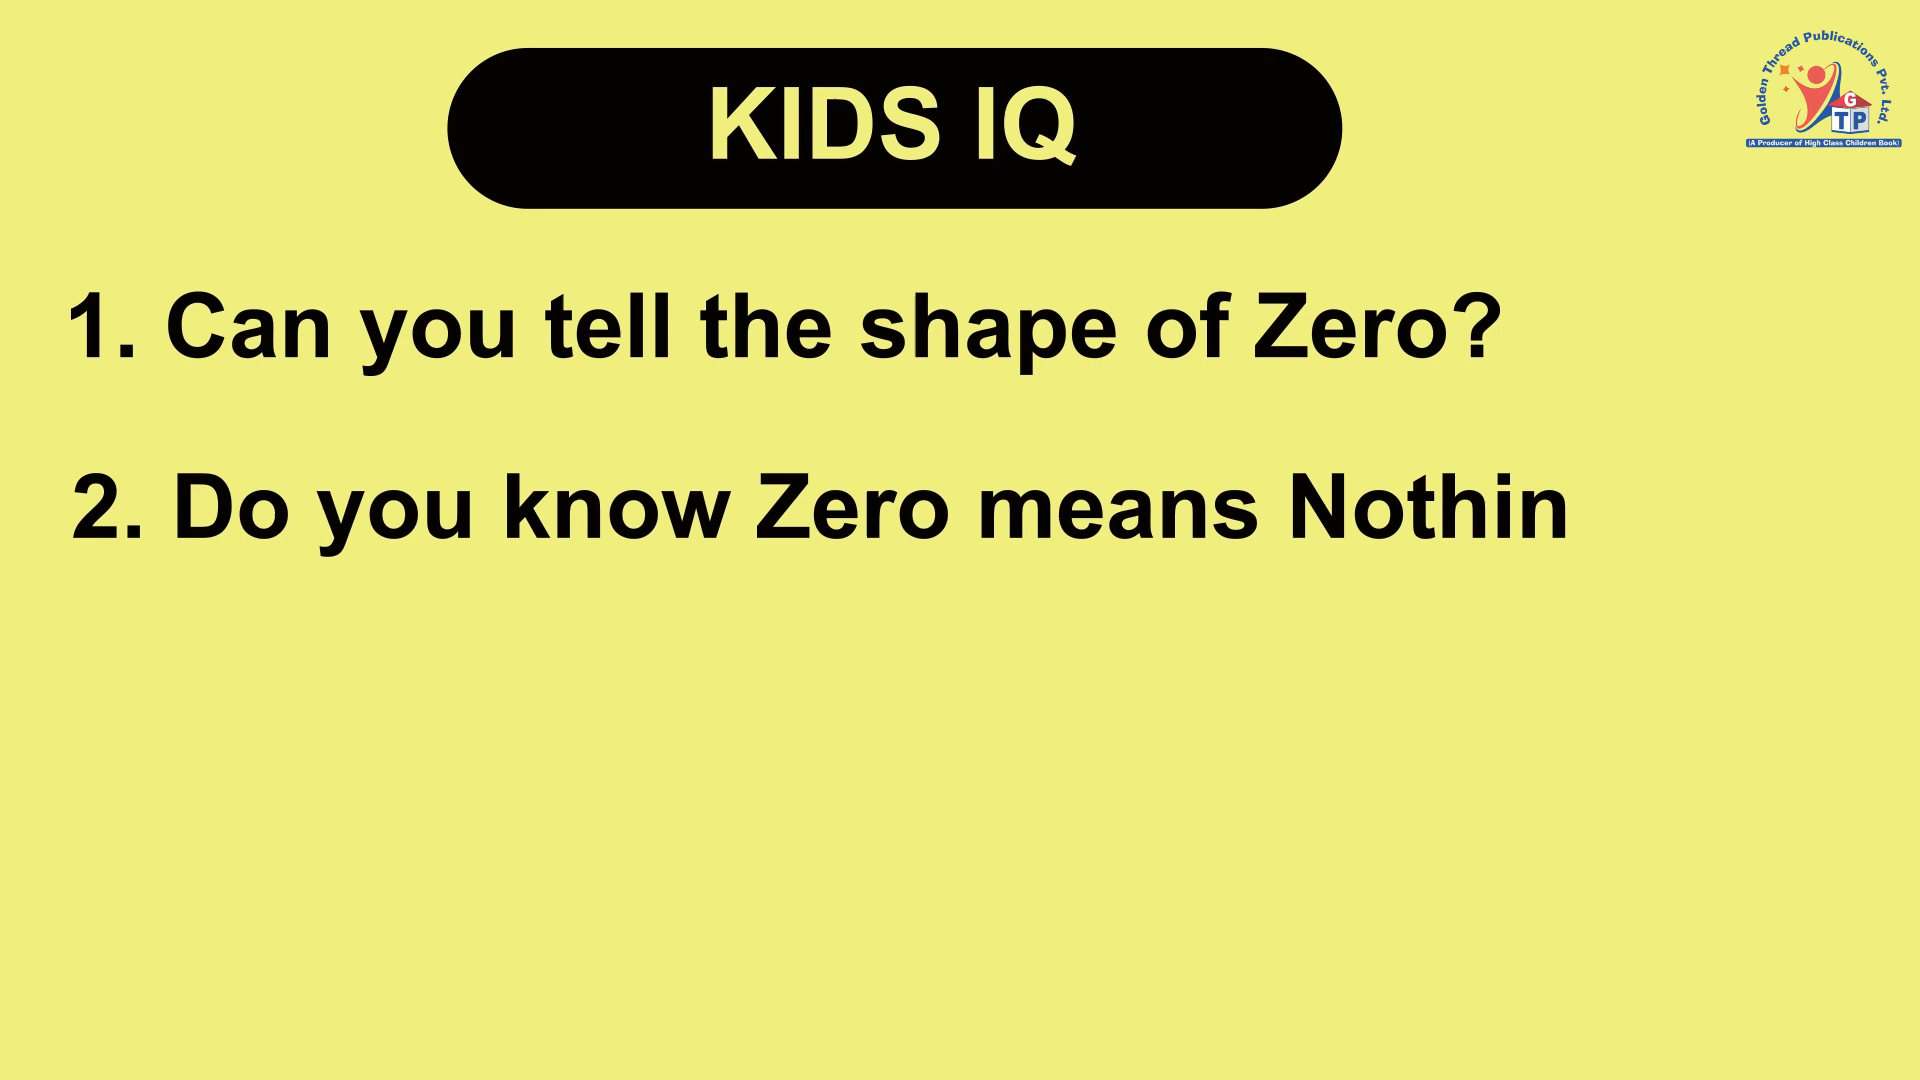 KIDS IQ
Golden Thread Publications Pvt. Ltd.
G
TP
(A Producer of High Class Children Book)
1. Can you tell the shape of Zero?
2. Do you know Zero means Nothin